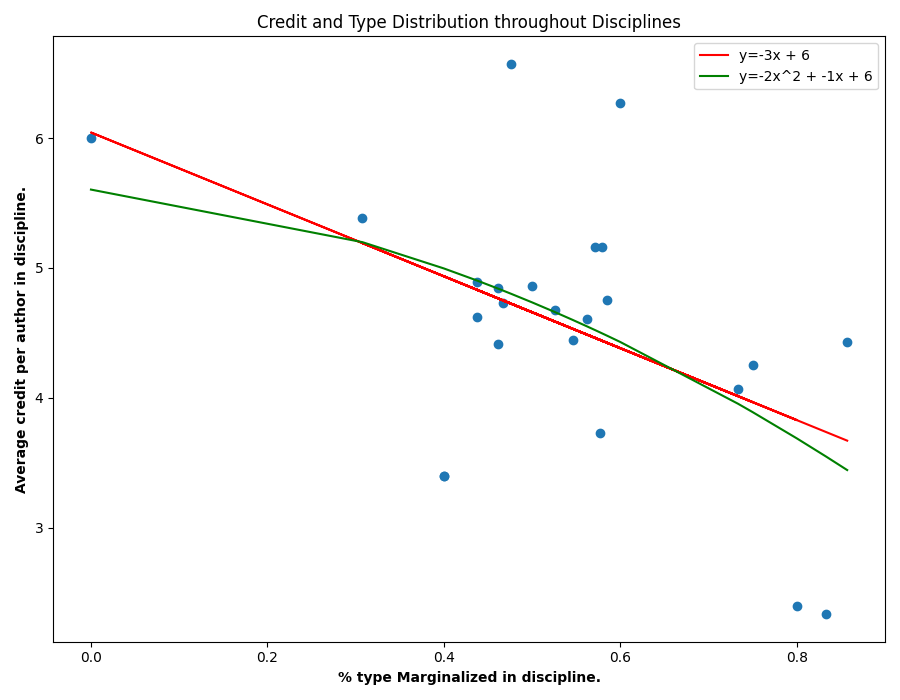 Credit and Type Distribution throughout Disciplines
y=-3x + 6
y=-2x^2 + -1x + 6
6
5
4
3
Average credit per author in discipline.
0.0 0.2 0.4 0.6 0.8
% type Marginalized in discipline.